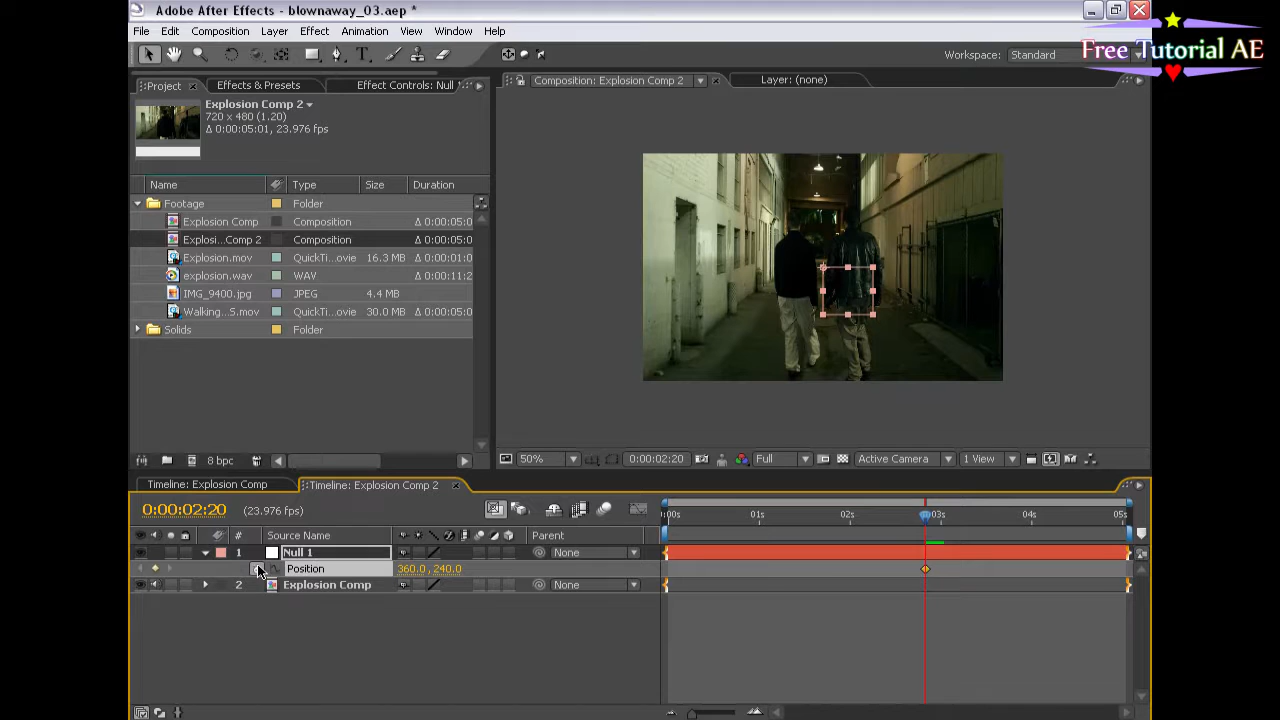 Adobe After Effects - blownaway_03.aep *
File Edit Composition Layer Effect Animation View Window Help
Workspace: Standard
Free Tutorial AE
Project Effects & Presets Effect Controls: Null
Composition: Explosion Comp 2 Layer: (none)
Explosion Comp 2
720 x 480 (1.20)
Δ 0:00:05:01, 23.976 fps
Name Type Size Duration
Footage Folder
Explosion Comp Composition Δ 0:00:05:0
Explosi...Comp 2 Composition Δ 0:00:05:0
Explosion.mov QuickTi...ovie 16.3 MB Δ 0:00:01:0
explosion.wav WAV Δ 0:00:11:2
IMG_9400.jpg JPEG 4.4 MB
Walking...S.mov QuickTi...ovie 30.0 MB Δ 0:00:05:0
Solids Folder
8 bpc
50% 0:00:02:20 Full Active Camera 1 View
Timeline: Explosion Comp Timeline: Explosion Comp 2
0:00:02:20 (23.976 fps)
:00s 01s 02s 03s 04s 05s
# Source Name Parent
1 Null 1 None
Position 360.0, 240.0
2 Explosion Comp None